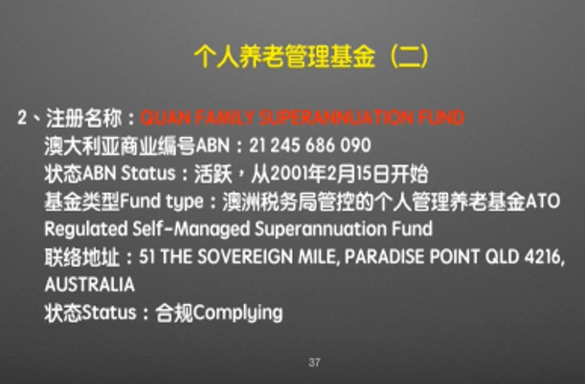 个人养老管理基金（二）
2、注册名称：QUAN FAMILY SUPERANNUATION FUND
澳大利亚商业编号ABN：21 245 686 090
状态ABN Status：活跃，从2001年2月15日开始
基金类型Fund type：澳洲税务局管控的个人管理养老基金ATO
Regulated Self-Managed Superannuation Fund
联络地址：51 THE SOVEREIGN MILE, PARADISE POINT QLD 4216,
AUSTRALIA
状态Status：合规Complying
37